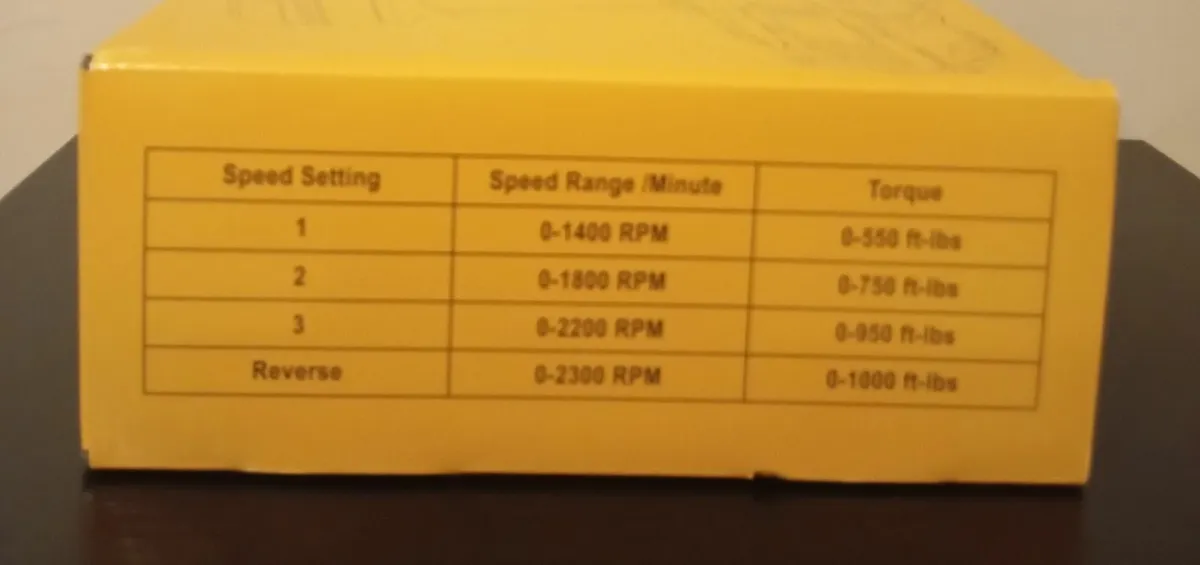 Speed Setting Speed Range /Minute Torque
1 0-1400 RPM 0-550 ft-lbs
2 0-1800 RPM 0-750 ft-lbs
3 0-2200 RPM 0-950 ft-lbs
Reverse 0-2300 RPM 0-1000 ft-lbs